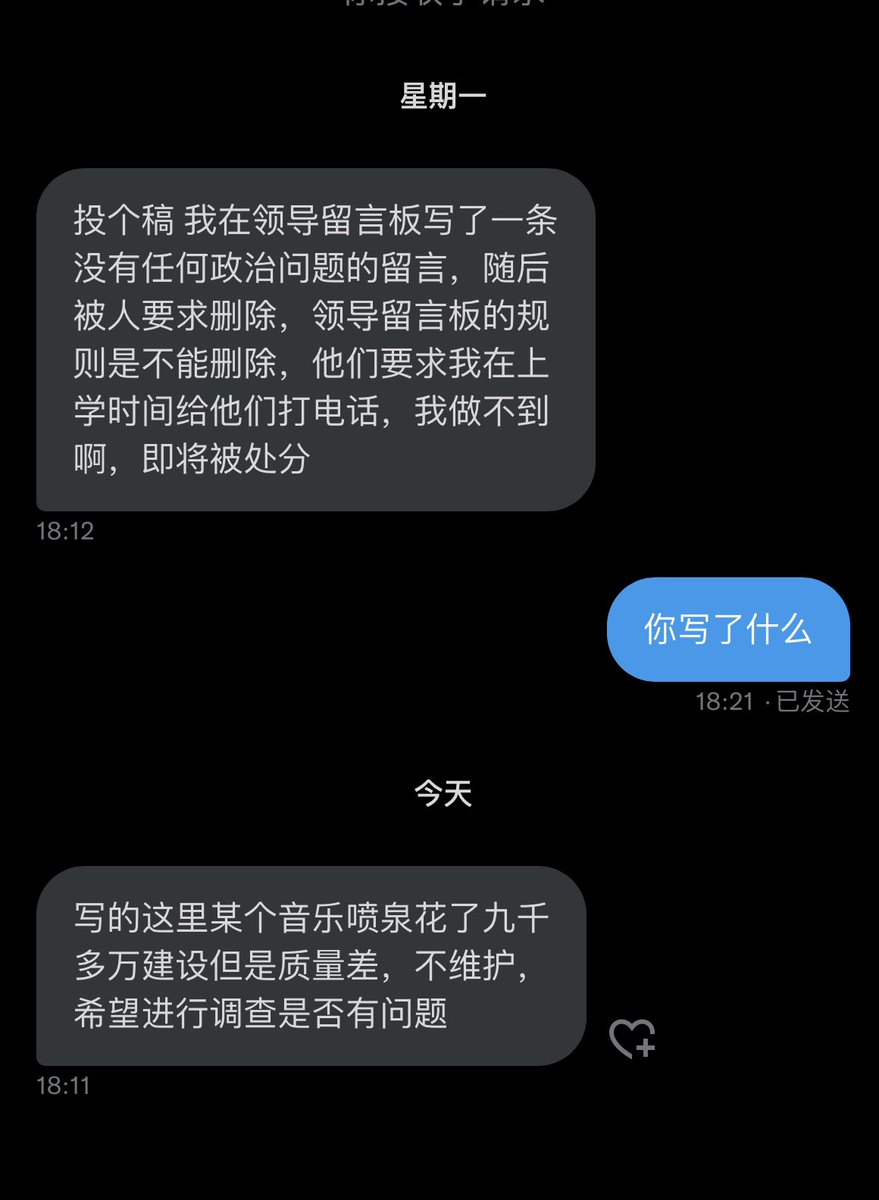 星期一
投个稿 我在领导留言板写了一条
没有任何政治问题的留言，随后
被人要求删除，领导留言板的规
则是不能删除，他们要求我在上
学时间给他们打电话，我做不到
啊，即将被处分
18:12
你写了什么
18:21 · 已发送
今天
写的这里某个音乐喷泉花了九千
多万建设但是质量差，不维护，
希望进行调查是否有问题
18:11